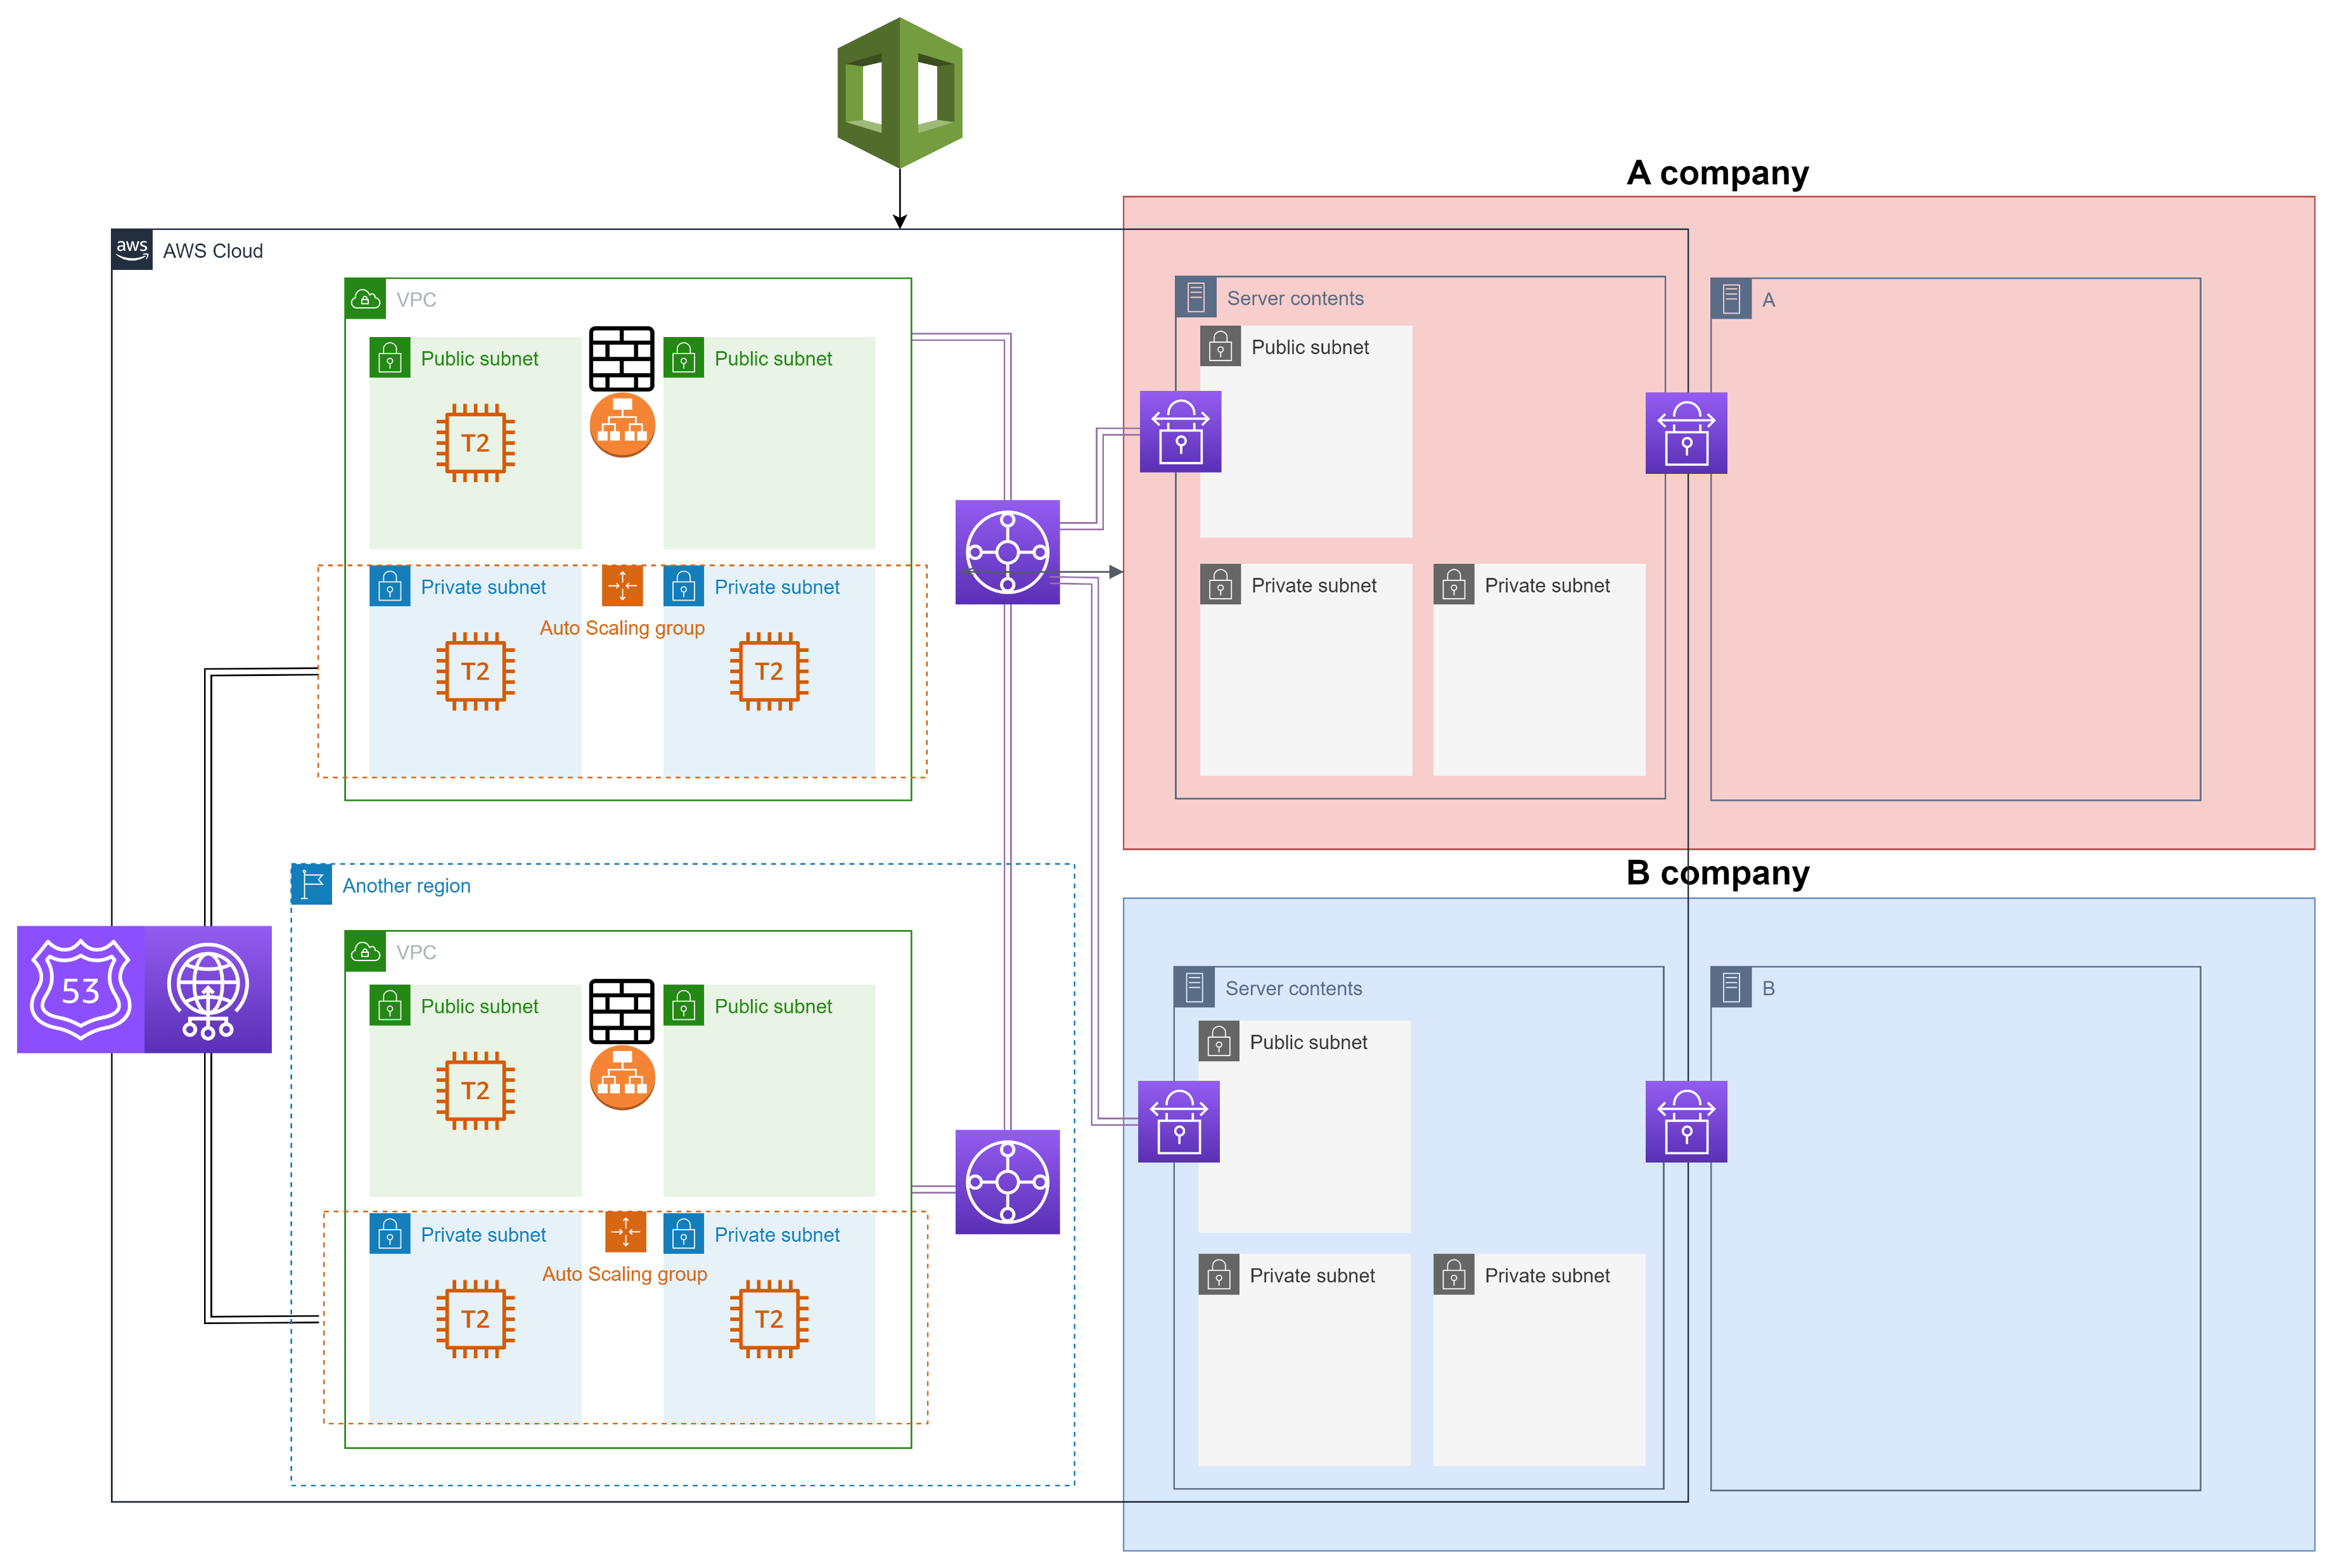 A company
aws
AWS Cloud
VPC
Server contents
A
Public subnet
Public subnet
Public subnet
T2
Private subnet
Private subnet
Private subnet
Private subnet
Auto Scaling group
T2
T2
B company
Another region
VPC
Server contents
B
53
Public subnet
Public subnet
Public subnet
T2
Private subnet
Private subnet
Private subnet
Private subnet
Auto Scaling group
T2
T2